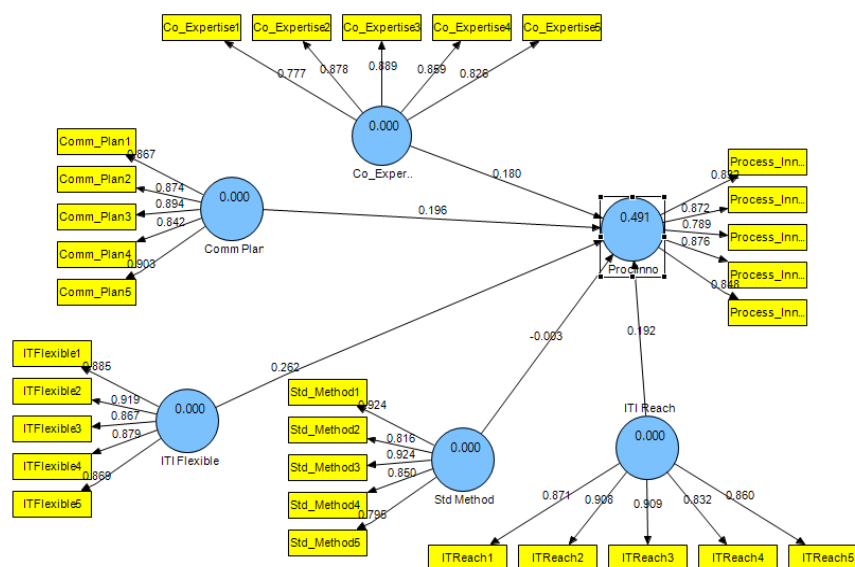 Co_Expertise1 Co_Expertise2 Co_Expertise3 Co_Expertise4 Co_Expertise5
0.777 0.878 0.889 0.859 0.826
0.000
Co_Exper..
Comm_Plan1
Comm_Plan2
Comm_Plan3
Comm_Plan4
Comm_Plan5
0.867
0.874
0.894
0.842
0.903
0.000
Comm Plan
0.180
0.196
0.491
ProcInno
0.872
0.789
0.876
0.848
Process_Inn...
Process_Inn...
Process_Inn...
Process_Inn...
Process_Inn...
ITFlexible1
ITFlexible2
ITFlexible3
ITFlexible4
ITFlexible5
0.885
0.919
0.867
0.879
0.869
0.000
ITI Flexible
0.262
-0.003
0.192
Std_Method1
Std_Method2
Std_Method3
Std_Method4
Std_Method5
0.924
0.816
0.924
0.850
0.795
0.000
Std Method
ITI Reach
0.000
0.871 0.908 0.909 0.832 0.860
ITReach1 ITReach2 ITReach3 ITReach4 ITReach5